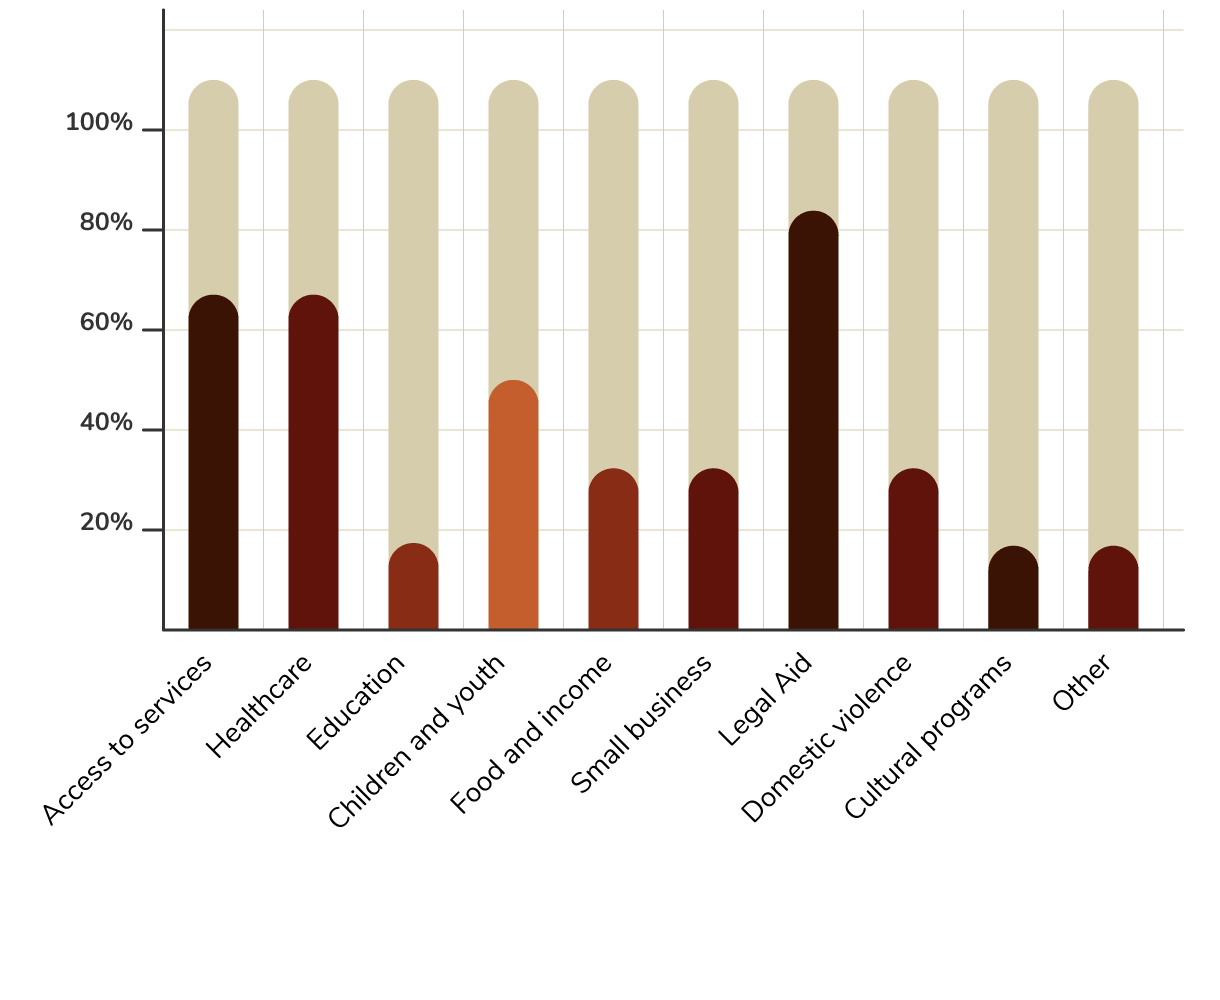 100%
80%
60%
40%
20%
Access to services
Healthcare
Education
Children and youth
Food and income
Small business
Legal Aid
Domestic violence
Cultural programs
Other